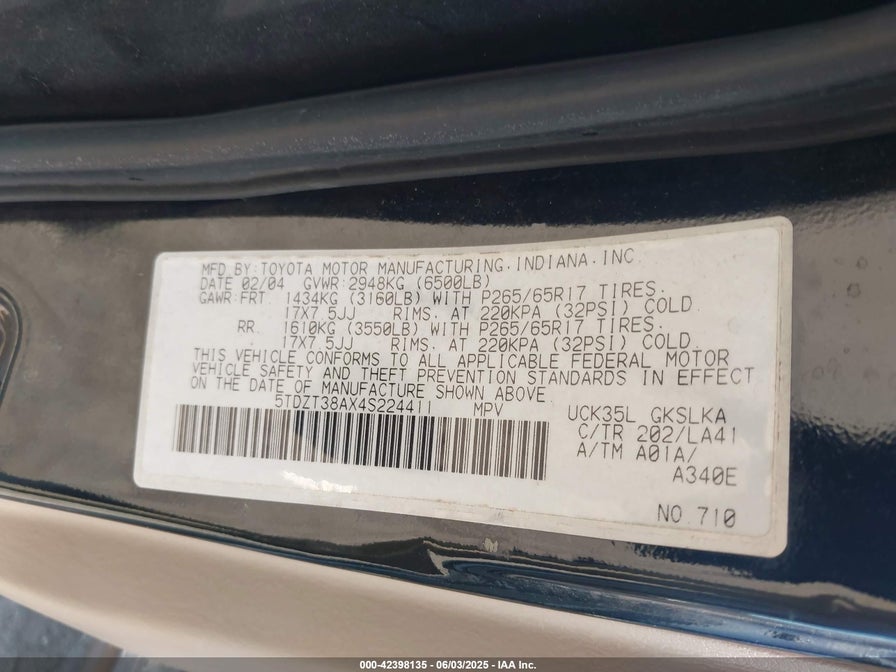 MFD. BY: TOYOTA MOTOR MANUFACTURING, INDIANA, INC.
DATE 02/04 GVWR: 2948KG (6500LB)
GAWR: FRT. 1434KG (3160LB) WITH P265/65R17 TIRES.
17X7.5JJ RIMS. AT 220KPA (32PSI) COLD.
RR. 1610KG (3550LB) WITH P265/65R17 TIRES.
17X7.5JJ RIMS. AT 220KPA (32PSI) COLD.
THIS VEHICLE CONFORMS TO ALL APPLICABLE FEDERAL MOTOR
VEHICLE SAFETY AND THEFT PREVENTION STANDARDS IN EFFECT
ON THE DATE OF MANUFACTURE SHOWN ABOVE
5TDZT38AX4S224411 MPV
UCK35L GKSLKA
C/TR 202/LA41
A/TM A01A/
A340E
NO. 710
000-42398135 - 06/03/2025 - IAA Inc.